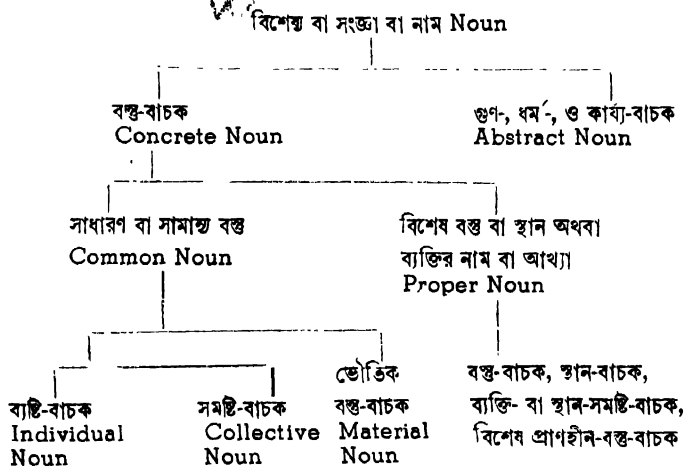 বিশেষ্য বা সংজ্ঞা বা নাম Noun
বস্তু-বাচক
Concrete Noun
গুণ-, ধর্ম-, ও কার্য্য-বাচক
Abstract Noun
সাধারণ বা সামান্য বস্তু
Common Noun
বিশেষ বস্তু বা স্থান অথবা
ব্যক্তির নাম বা আখ্যা
Proper Noun
ব্যষ্টি-বাচক
Individual
Noun
সমষ্টি-বাচক
Collective
Noun
ভৌতিক
বস্তু-বাচক
Material
Noun
বস্তু-বাচক, স্থান-বাচক,
ব্যক্তি- বা স্থান-সমষ্টি-বাচক,
বিশেষ প্রাণহীন-বস্তু-বাচক